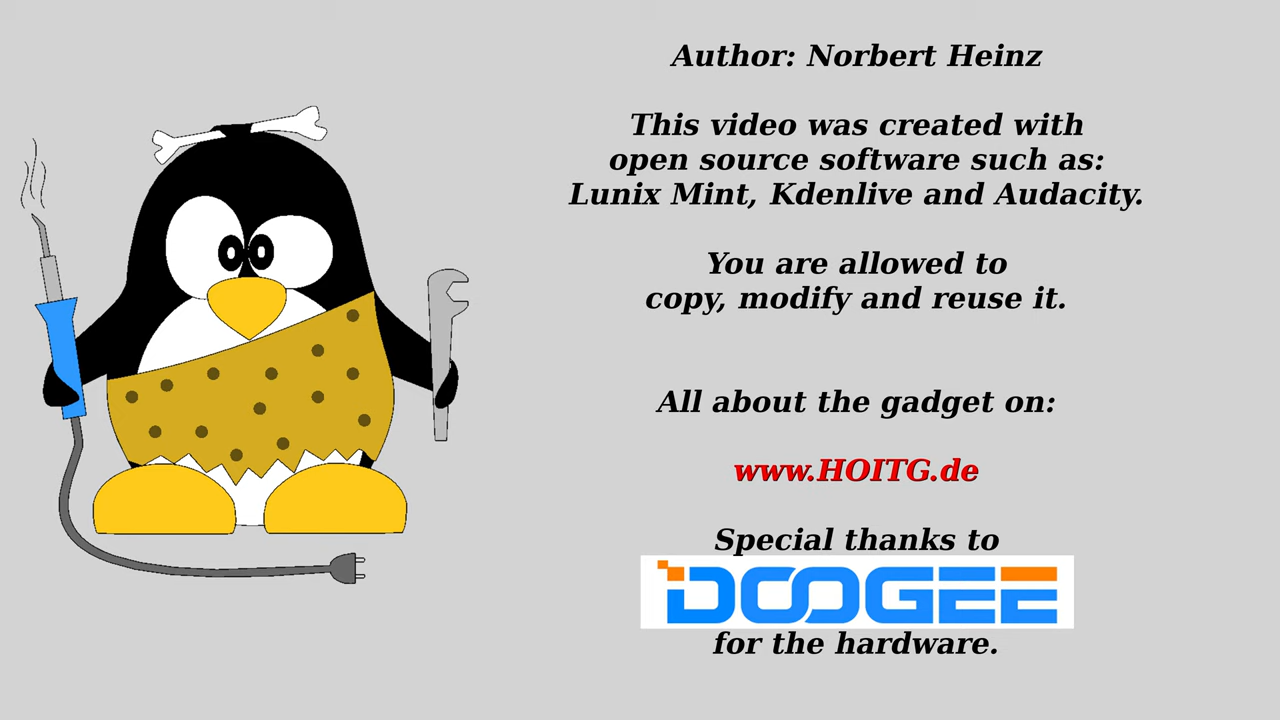 Author: Norbert Heinz
This video was created with
open source software such as:
Lunix Mint, Kdenlive and Audacity.
You are allowed to
copy, modify and reuse it.
All about the gadget on:
www.HOITG.de
Special thanks to
DOOGEE
for the hardware.